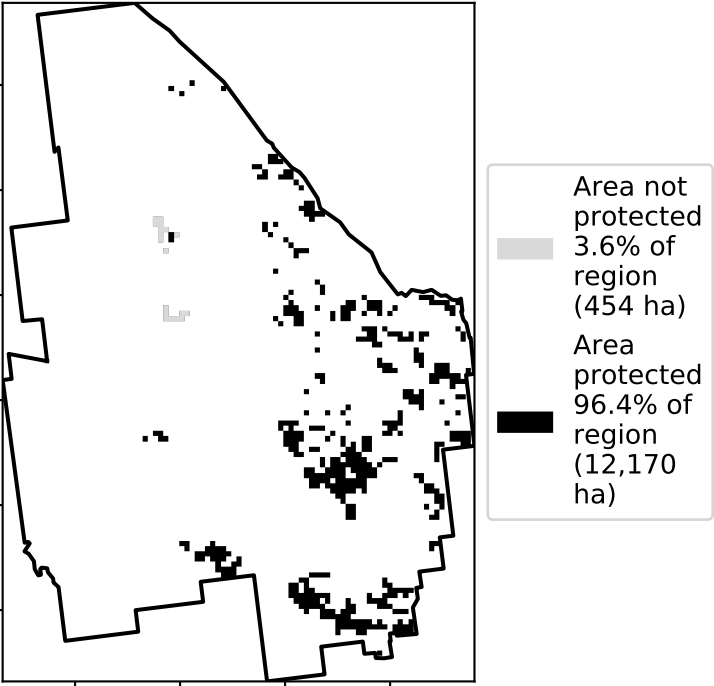 Area not
protected
3.6% of
region
(454 ha)
Area
protected
96.4% of
region
(12,170
ha)